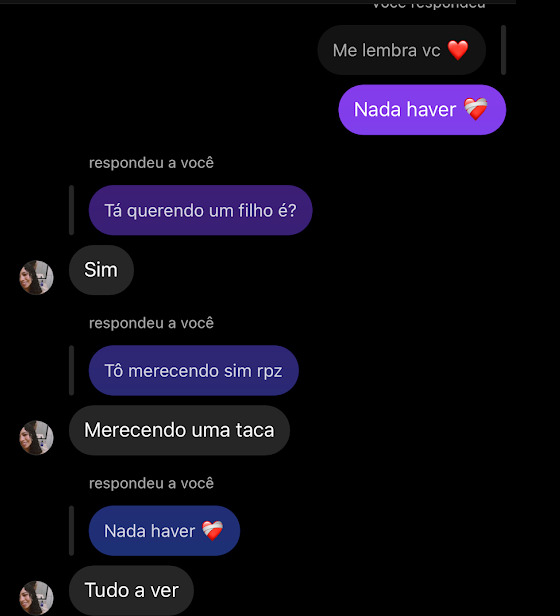 Você respondeu
Me lembra vc ❤️
Nada haver ❤️‍🩹
respondeu a você
Tá querendo um filho é?
Sim
respondeu a você
Tô merecendo sim rpz
Merecendo uma taca
respondeu a você
Nada haver ❤️‍🩹
Tudo a ver